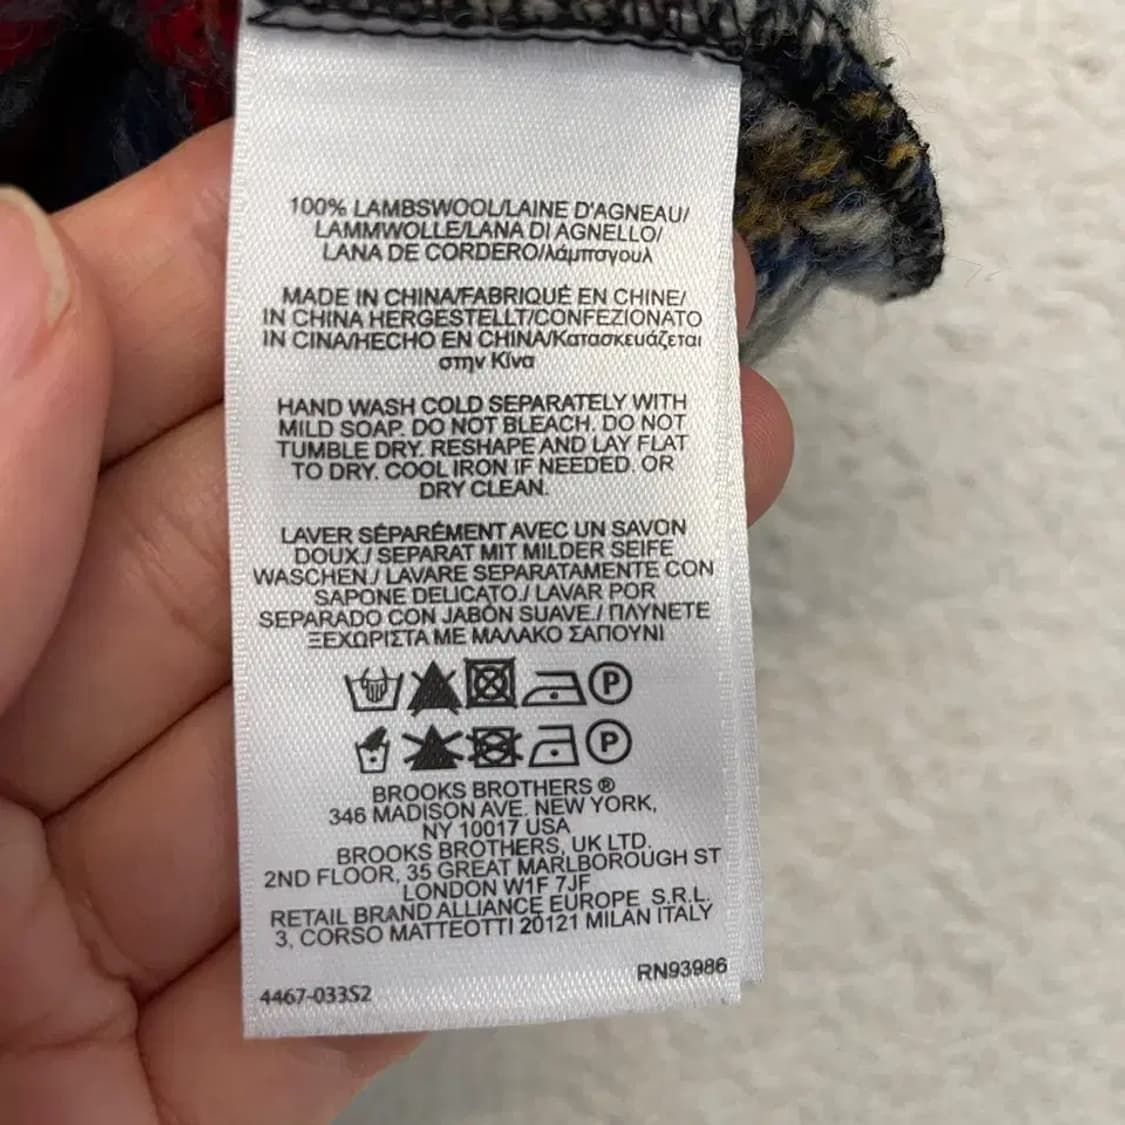 100% LAMBSWOOL/LAINE D'AGNEAU/
LAMMWOLLE/LANA DI AGNELLO/
LANA DE CORDERO/λάμπσγουλ
MADE IN CHINA/FABRIQUÉ EN CHINE/
IN CHINA HERGESTELLT/CONFEZIONATO
IN CINA/HECHO EN CHINA/Κατασκευάζεται
στην Κίνα
HAND WASH COLD SEPARATELY WITH
MILD SOAP. DO NOT BLEACH. DO NOT
TUMBLE DRY. RESHAPE AND LAY FLAT
TO DRY. COOL IRON IF NEEDED. OR
DRY CLEAN.
LAVER SÉPARÉMENT AVEC UN SAVON
DOUX./ SEPARAT MIT MILDER SEIFE
WASCHEN./ LAVARE SEPARATAMENTE CON
SAPONE DELICATO./ LAVAR POR
SEPARADO CON JABÓN SUAVE./ ΠΛΥΝΕΤΕ
ΞΕΧΩΡΙΣΤΑ ΜΕ ΜΑΛΑΚΟ ΣΑΠΟΥΝΙ
P
P
BROOKS BROTHERS ®
346 MADISON AVE. NEW YORK,
NY 10017 USA
BROOKS BROTHERS, UK LTD.
2ND FLOOR, 35 GREAT MARLBOROUGH ST
LONDON W1F 7JF
RETAIL BRAND ALLIANCE EUROPE S.R.L.
3, CORSO MATTEOTTI 20121 MILAN ITALY
RN93986
4467-033S2